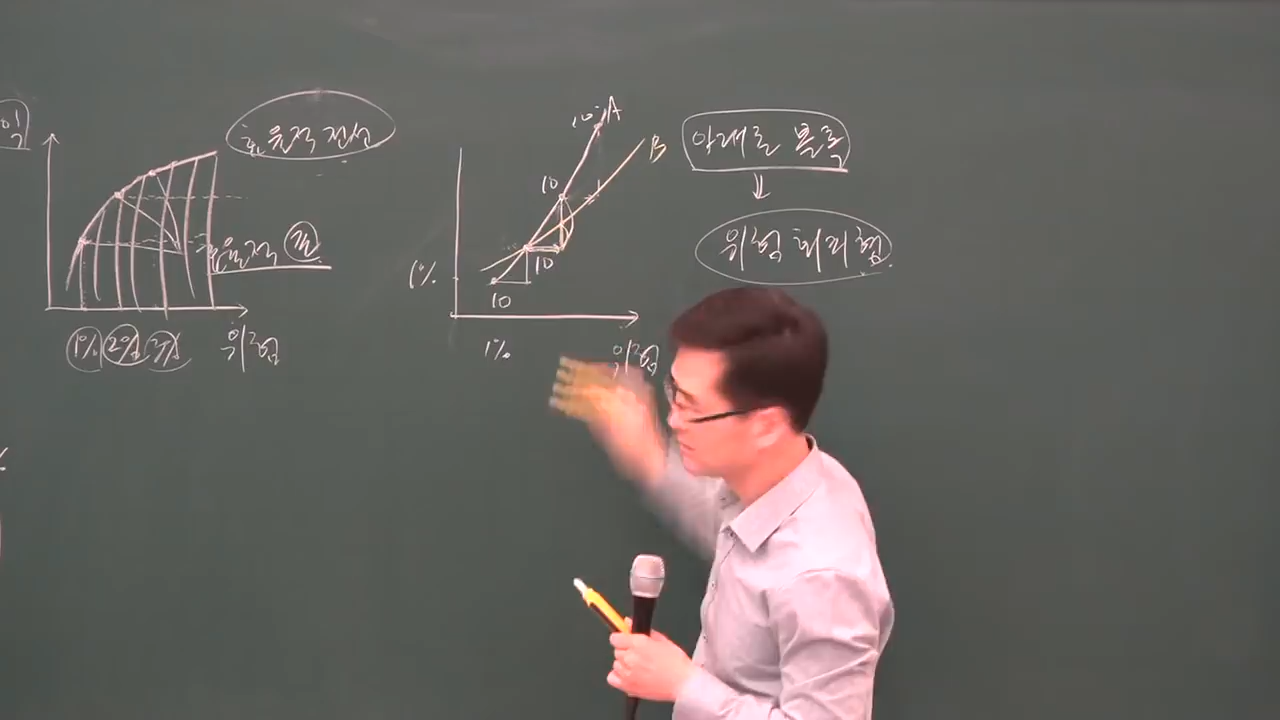 효율적 전선
효율적
1% 2% 3%
위험
10 A
B
10
10
10
1%
1%
위험
아래로 볼록
⇓
위험 회피형